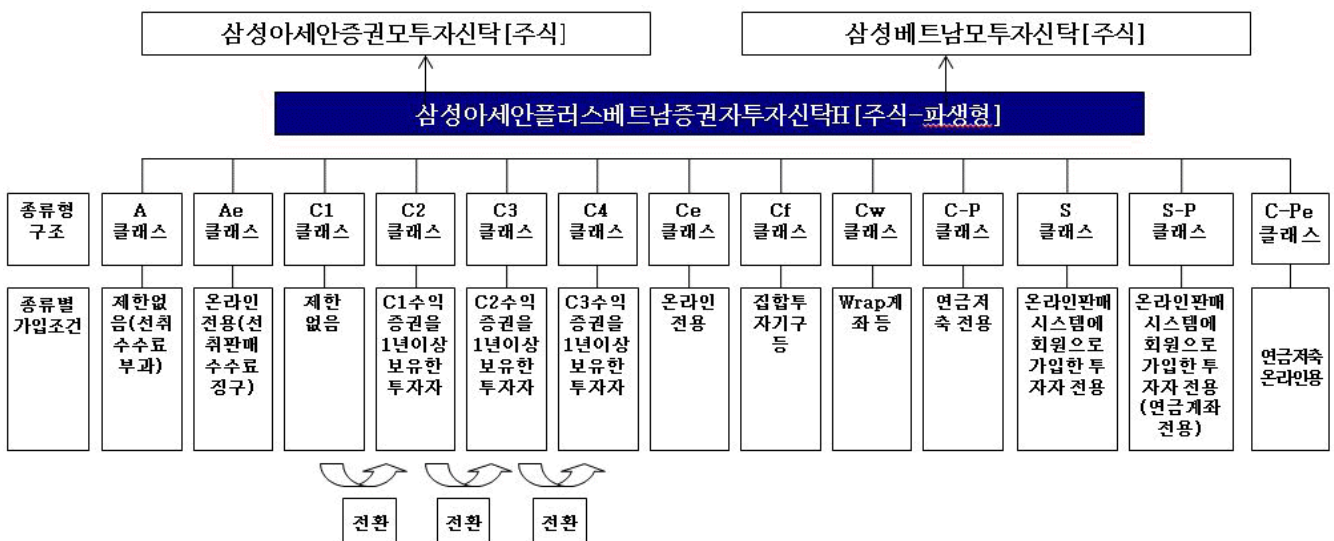 삼성아세안증권모투자신탁[주식]
삼성베트남모투자신탁[주식]
삼성아세안플러스베트남증권자투자신탁II[주식-파생형]
종류형
구조
A
클래스
Ae
클래스
C1
클래스
C2
클래스
C3
클래스
C4
클래스
Ce
클래스
Cf
클래스
Cw
클래스
C-P
클래스
S
클래스
S-P
클래스
C-Pe
클래스
종류별
가입조건
제한없
음(선취
수수료
부과)
온라인
전용(선
취판매
수수료
징구)
제한
없음
C1수익
증권을
1년이상
보유한
투자자
C2수익
증권을
1년이상
보유한
투자자
C3수익
증권을
1년이상
보유한
투자자
온라인
전용
집합투
자기구
등
Wrap계
좌 등
연금저
축 전용
온라인판매
시스템에
회원으로
가입한 투
자자 전용
온라인판매
시스템에
회원으로
가입한 투
자자 전용
(연금계좌
전용)
연금저축
온라인용
전환
전환
전환